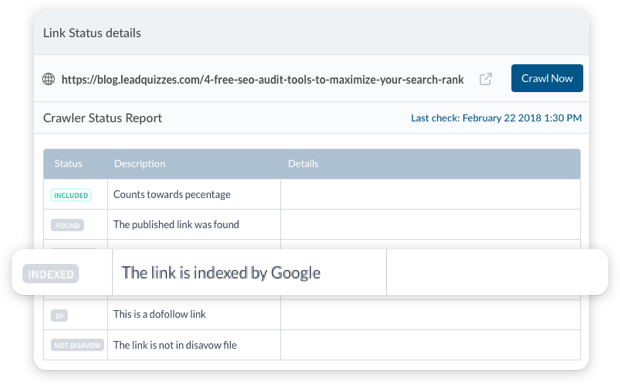 Link Status details
https://blog.leadquizzes.com/4-free-seo-audit-tools-to-maximize-your-search-rank
Crawl Now
Crawler Status Report
Last check: February 22 2018 1:30 PM
Status Description Details
INCLUDED Counts towards pecentage
FOUND The published link was found
INDEXED The link is indexed by Google
DF This is a dofollow link
NOT DISAVOW The link is not in disavow file